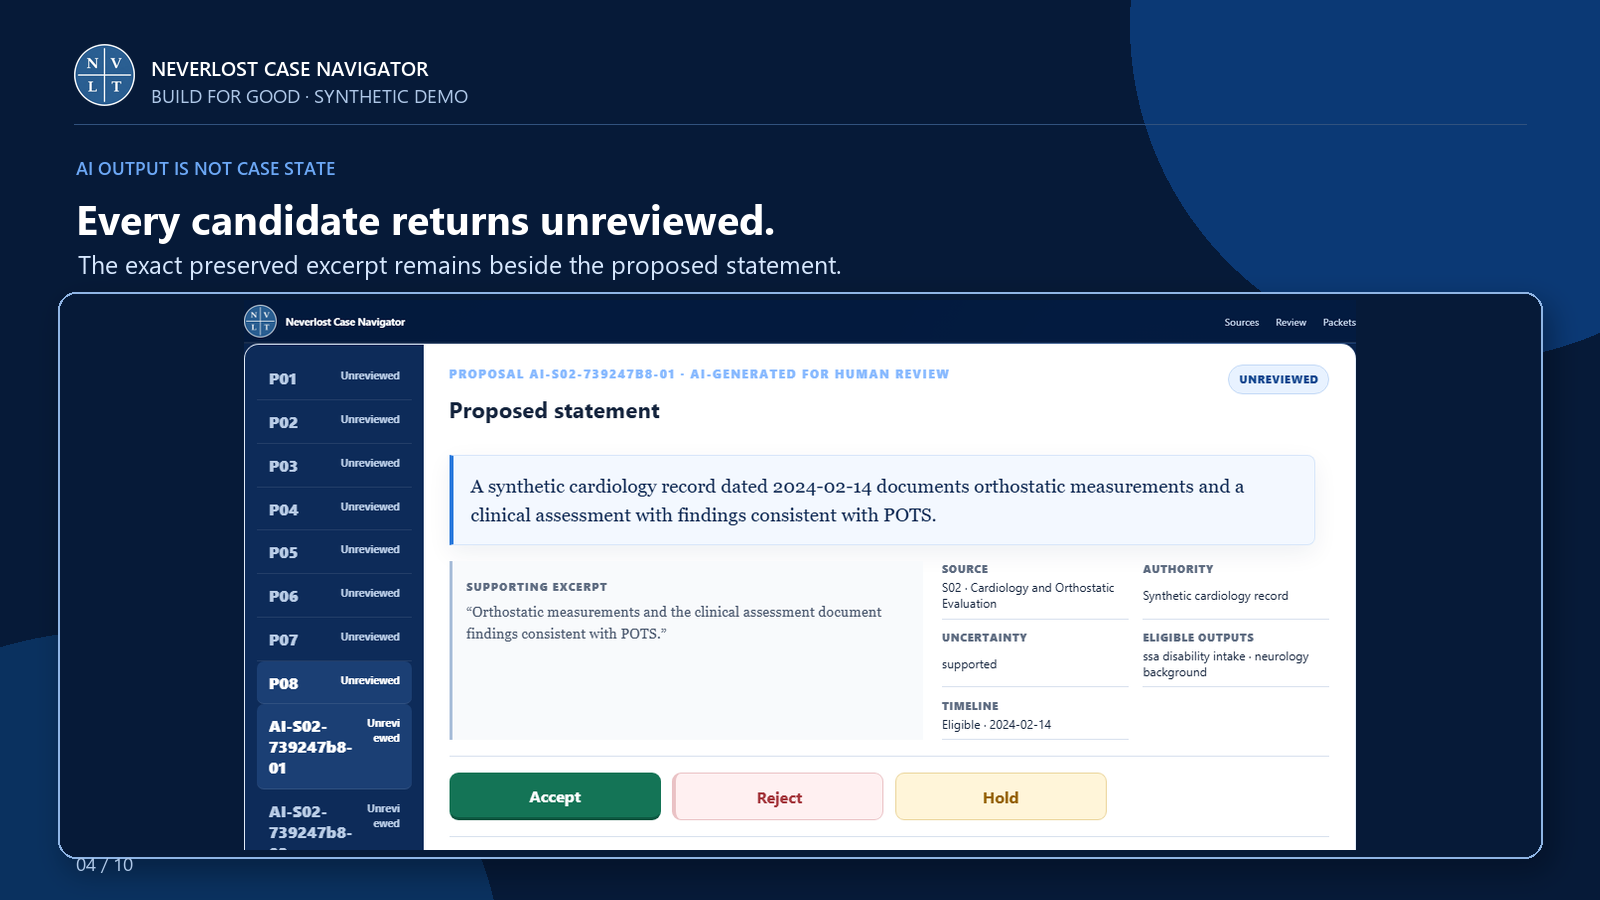 N V
L T
NEVERLOST CASE NAVIGATOR
BUILD FOR GOOD · SYNTHETIC DEMO
AI OUTPUT IS NOT CASE STATE
Every candidate returns unreviewed.
The exact preserved excerpt remains beside the proposed statement.
N V
L T
Neverlost Case Navigator
Sources Review Packets
P01 Unreviewed
P02 Unreviewed
P03 Unreviewed
P04 Unreviewed
P05 Unreviewed
P06 Unreviewed
P07 Unreviewed
P08 Unreviewed
AI-S02- Unrevi
739247b8- ewed
01
AI-S02- Unrevi
739247b8- ewed
PROPOSAL AI-S02-739247B8-01 · AI-GENERATED FOR HUMAN REVIEW
UNREVIEWED
Proposed statement
A synthetic cardiology record dated 2024-02-14 documents orthostatic measurements and a
clinical assessment with findings consistent with POTS.
SUPPORTING EXCERPT
“Orthostatic measurements and the clinical assessment document
findings consistent with POTS.”
SOURCE
S02 · Cardiology and Orthostatic
Evaluation
AUTHORITY
Synthetic cardiology record
UNCERTAINTY
supported
ELIGIBLE OUTPUTS
ssa disability intake · neurology
background
TIMELINE
Eligible · 2024-02-14
Accept
Reject
Hold
04 / 10